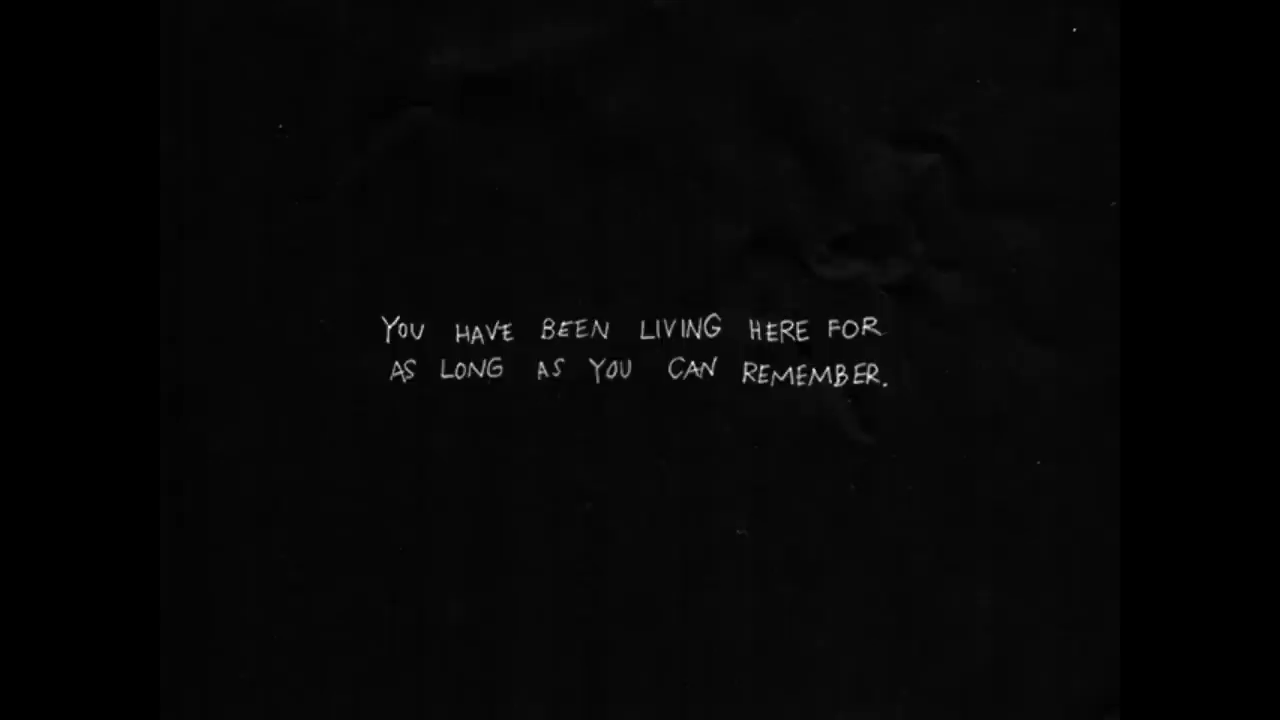 YOU HAVE BEEN LIVING HERE FOR
AS LONG AS YOU CAN REMEMBER.